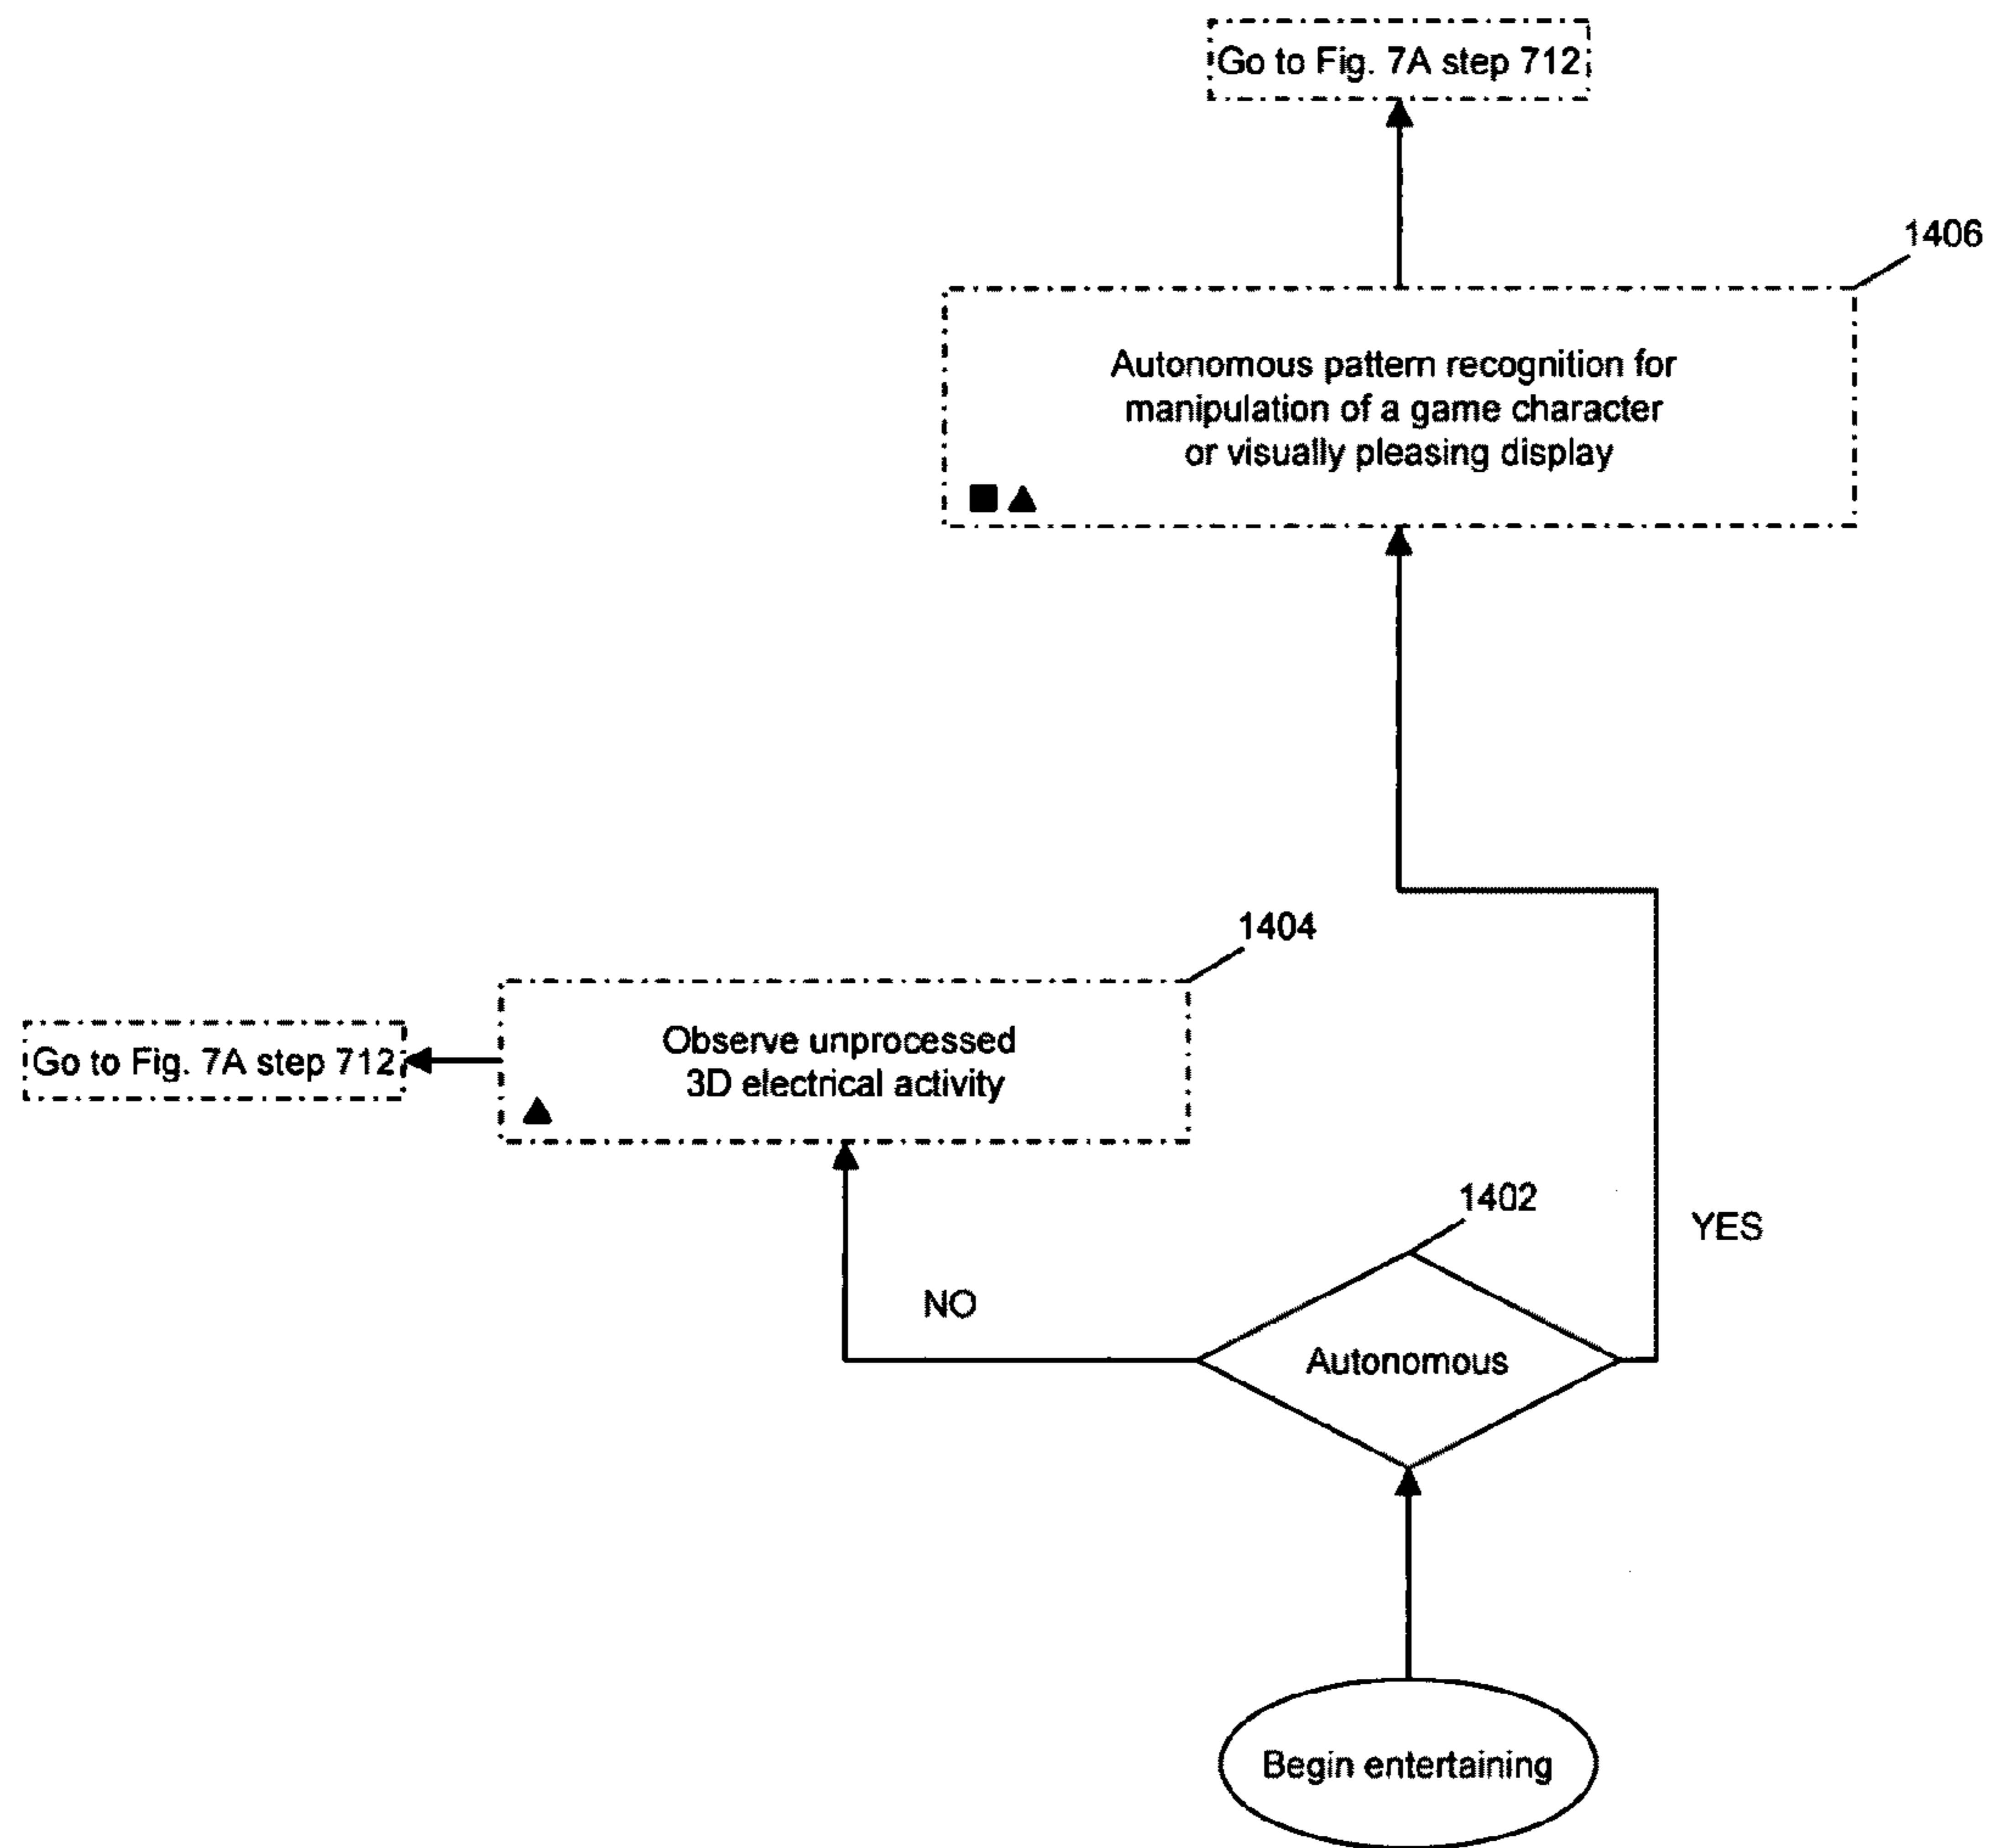 Go to Fig. 7A step 712
1406
Autonomous pattern recognition for
manipulation of a game character
or visually pleasing display
1404
Observe unprocessed
3D electrical activity
Go to Fig. 7A step 712
1402
YES
NO
Autonomous
Begin entertaining